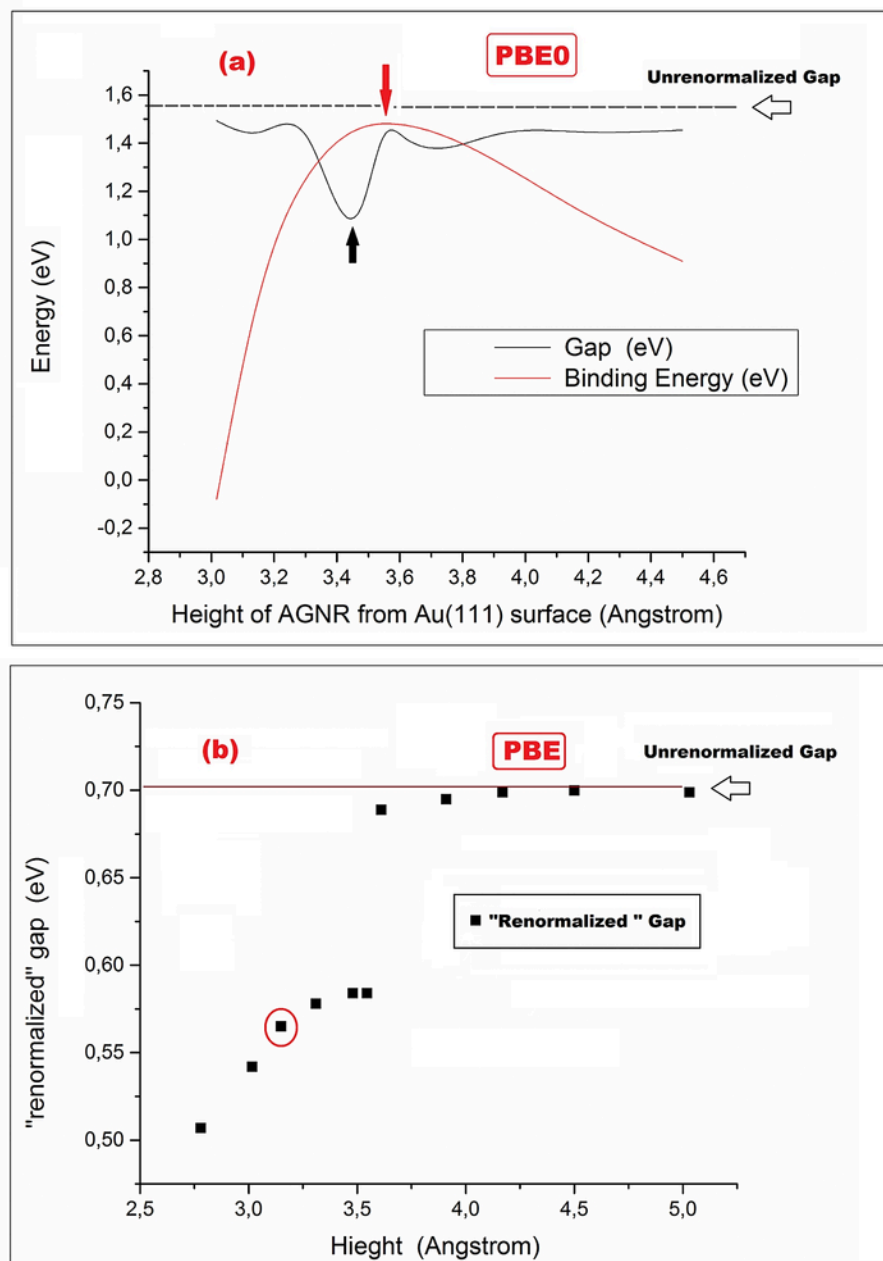 (a)
PBE0
Unrenormalized Gap
1,6
1,4
1,2
1,0
0,8
0,6
0,4
0,2
0,0
-0,2
Energy (eV)
Gap (eV)
Binding Energy (eV)
2,8 3,0 3,2 3,4 3,6 3,8 4,0 4,2 4,4 4,6
Height of AGNR from Au(111) surface (Angstrom)
(b)
PBE
Unrenormalized Gap
0,75
0,70
0,65
0,60
0,55
0,50
"renormalized" gap (eV)
"Renormalized " Gap
2,5 3,0 3,5 4,0 4,5 5,0
Hieght (Angstrom)